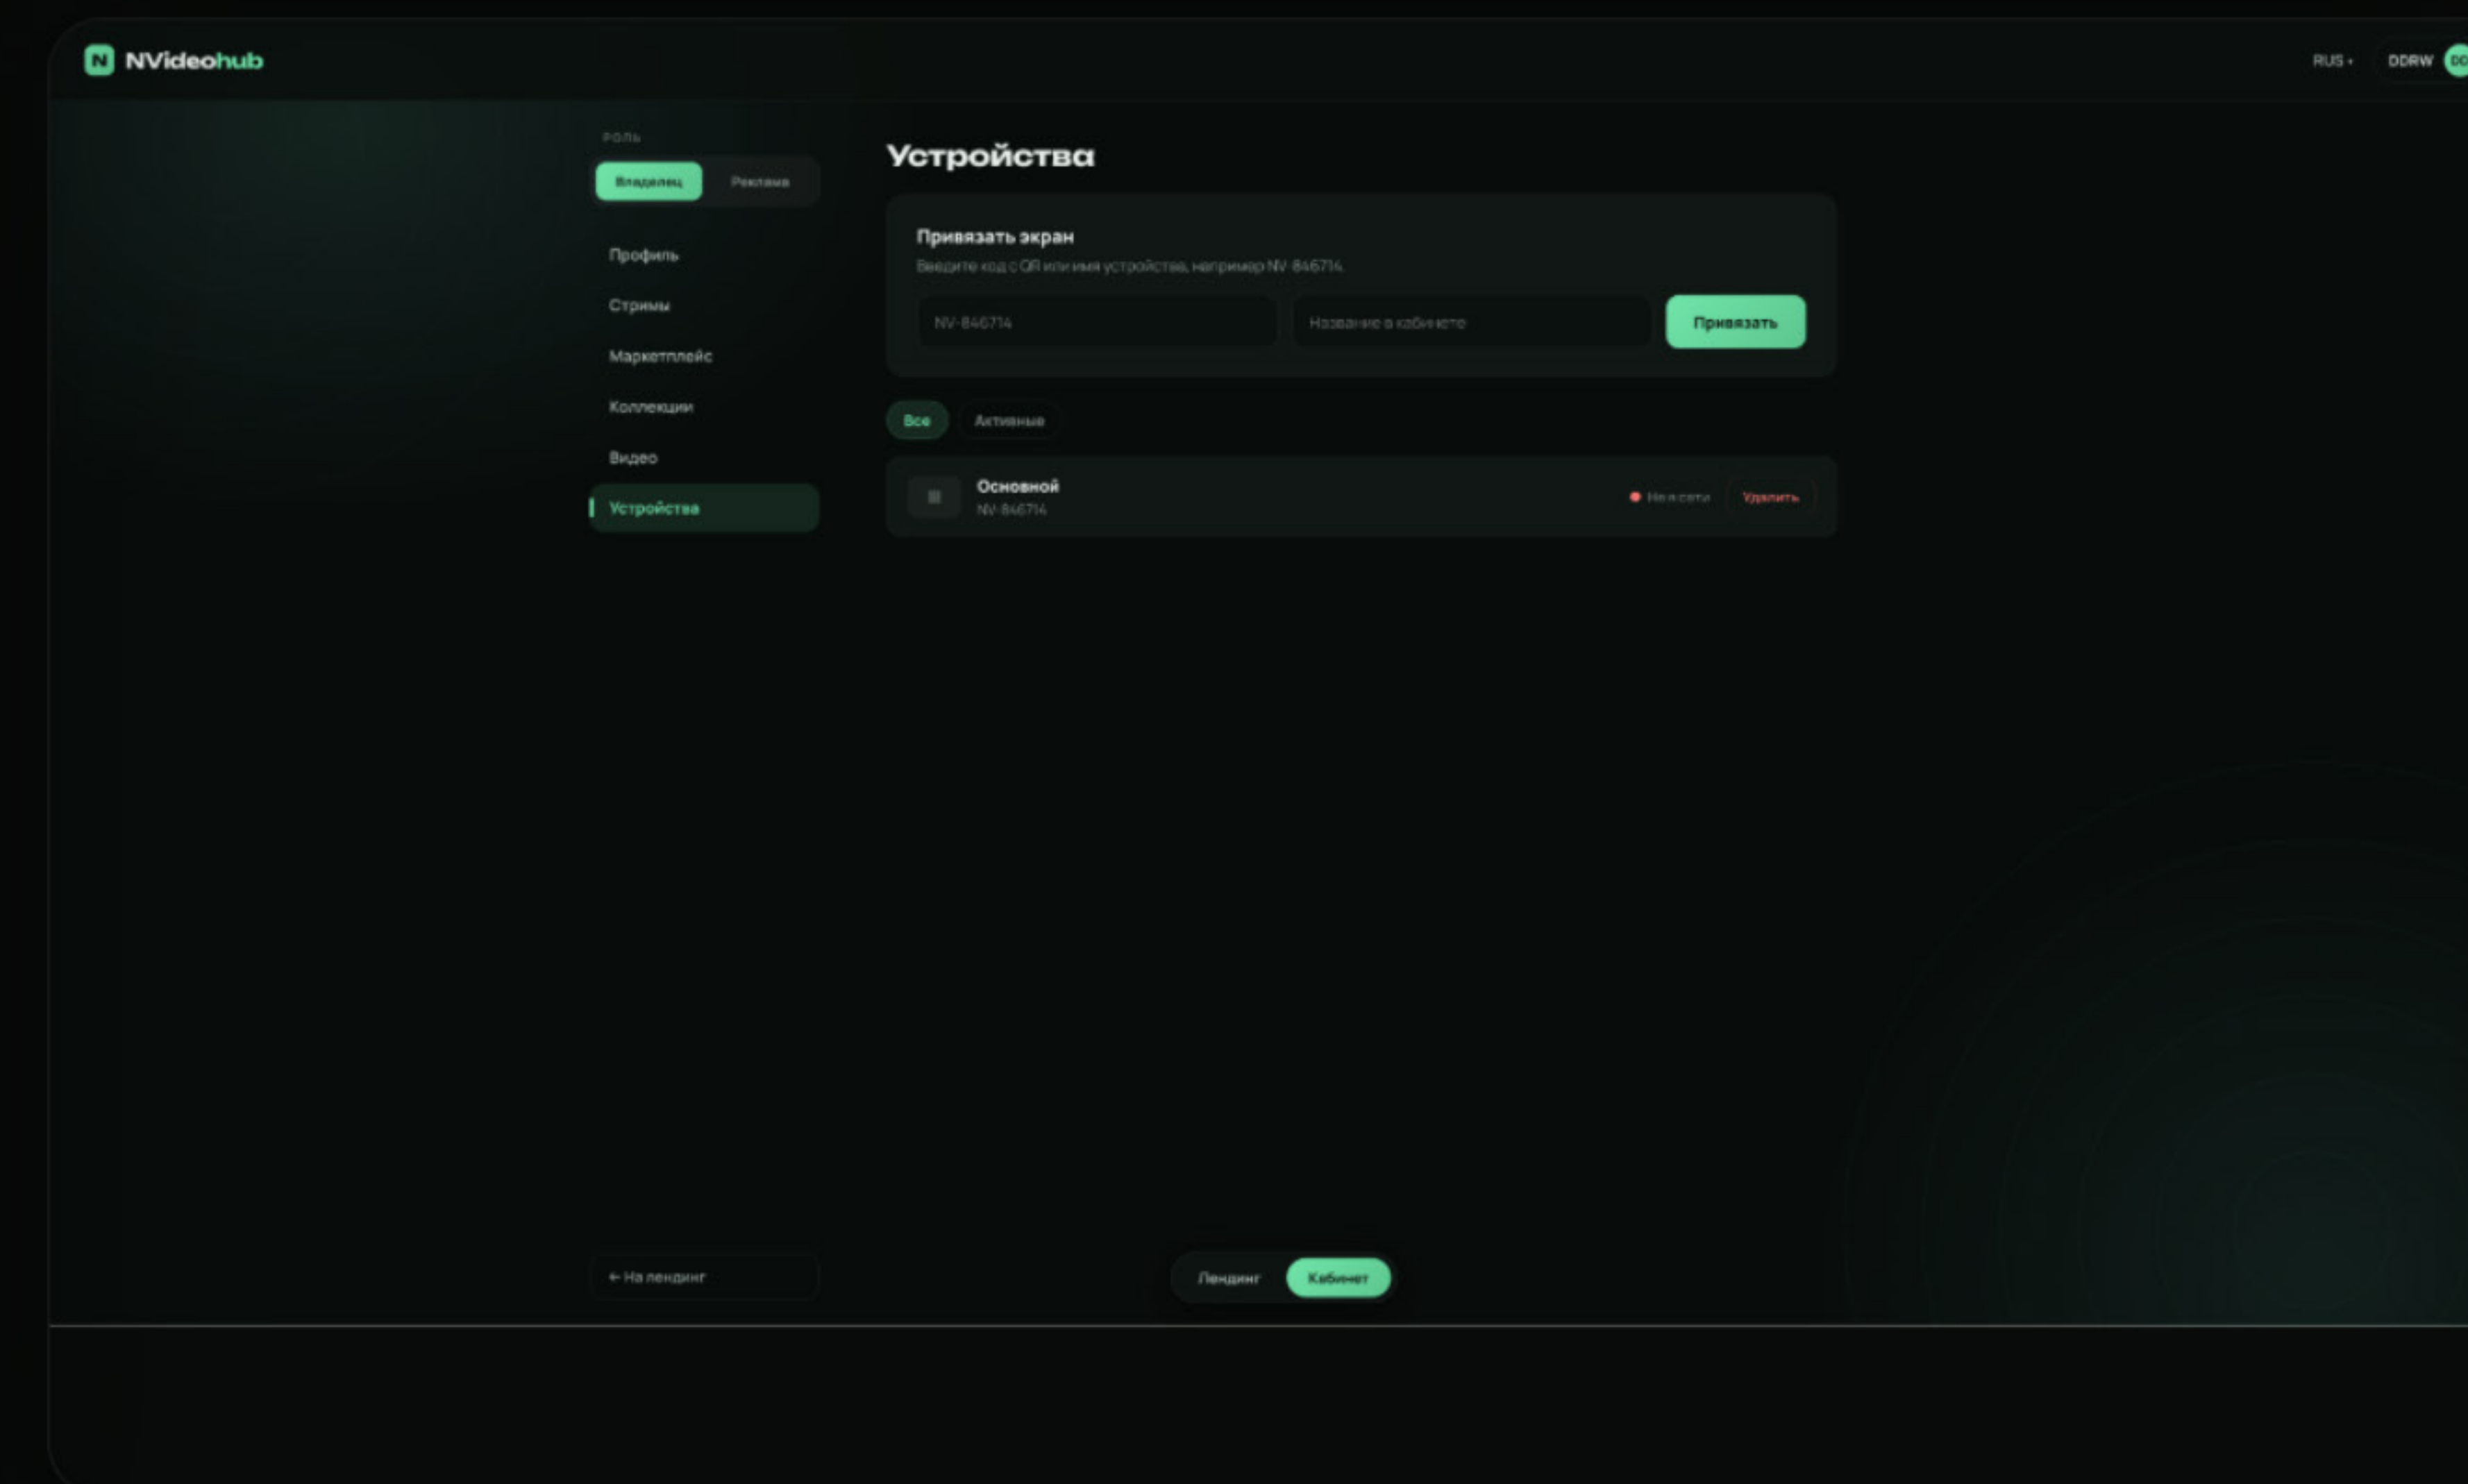 N NVideohub
RUS
DDRW DD
РОЛЬ
Владелец Реклама
Профиль
Стримы
Маркетплейс
Коллекции
Видео
Устройства
← На лендинг
Устройства
Привязать экран
Введите код с QR или имя устройства, например NV-846714.
NV-846714
Название в кабинете
Привязать
Все Активные
Основной
NV-846714
Не в сети
Удалить
Лендинг Кабинет